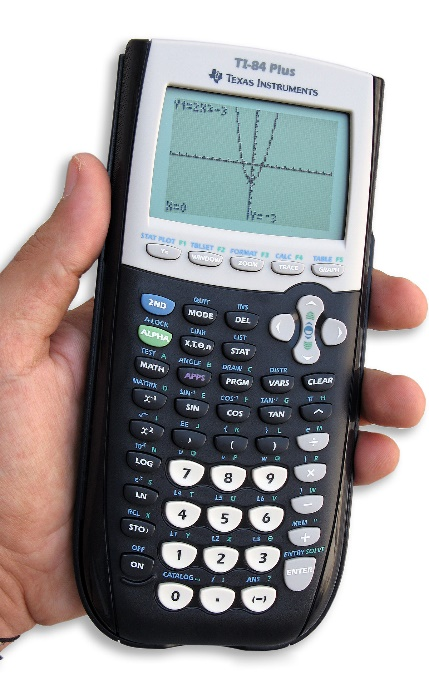 TI-84 Plus
TEXAS INSTRUMENTS
Y1=2X²-3
X=0 Y=-3
STAT PLOT F1 TBLSET F2 FORMAT F3 CALC F4 TABLE F5
Y= WINDOW ZOOM TRACE GRAPH
QUIT INS
2ND MODE DEL
A-LOCK LINK LIST
ALPHA X,T,θ,n STAT
TEST A ANGLE B DRAW C DISTR
MATH APPS PRGM VARS CLEAR
MATRIX D SIN⁻¹ E COS⁻¹ F TAN⁻¹ G π H
x⁻¹ SIN COS TAN ^
√ I EE J { K } L e M
x² , ( ) ÷
10ˣ N u O v P w Q [ R
LOG 7 8 9 ×
eˣ S L4 T L5 U L6 V ] W
LN 4 5 6 −
RCL X L1 Y L2 Z L3 θ MEM "
STO› 1 2 3 +
OFF CATALOG i : ANS ? ENTRY SOLVE
ON 0 . (−) ENTER